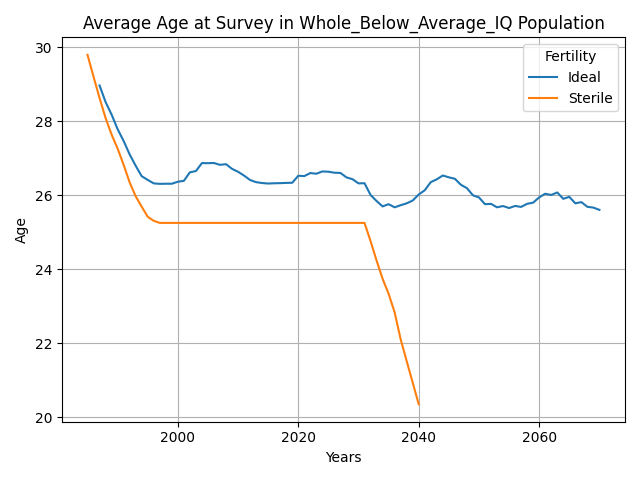 Average Age at Survey in Whole_Below_Average_IQ Population
Fertility
Ideal
Sterile
30
28
26
24
22
20
Age
2000 2020 2040 2060
Years